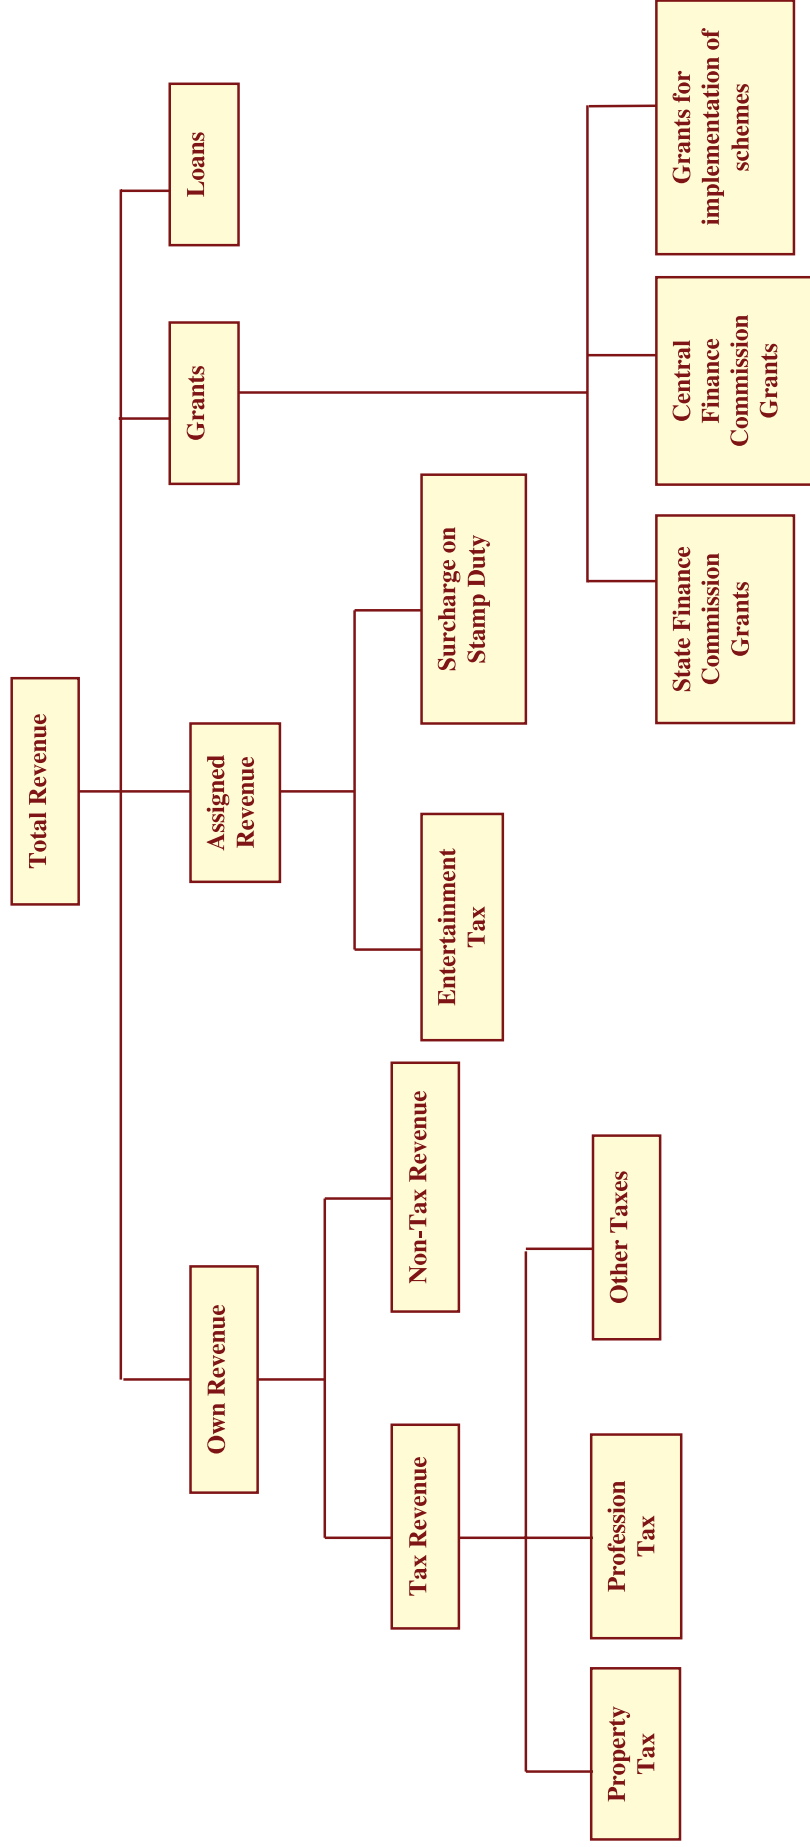 Total Revenue
Own Revenue
Assigned
Revenue
Grants
Loans
Tax Revenue
Non-Tax Revenue
Entertainment
Tax
Surcharge on
Stamp Duty
Property
Tax
Profession
Tax
Other Taxes
State Finance
Commission
Grants
Central
Finance
Commission
Grants
Grants for
implementation of
schemes